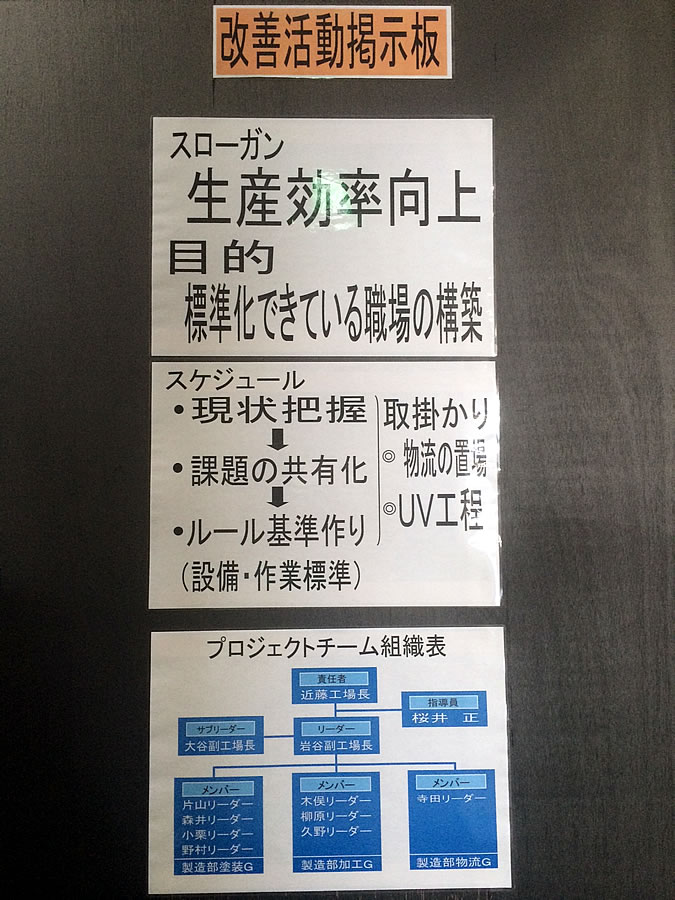 改善活動掲示板
スローガン
生産効率向上
目的
標準化できている職場の構築
スケジュール
・現状把握
⬇
・課題の共有化
⬇
・ルール基準作り
（設備・作業標準）
取掛かり
◎ 物流の置場
◎UV工程
プロジェクトチーム組織表
責任者
近藤工場長
指導員
桜井 正
サブリーダー
大谷副工場長
リーダー
岩谷副工場長
メンバー
片山リーダー
森井リーダー
小栗リーダー
野村リーダー
製造部塗装G
メンバー
木俣リーダー
柳原リーダー
久野リーダー
製造部加工G
メンバー
寺田リーダー
製造部物流G